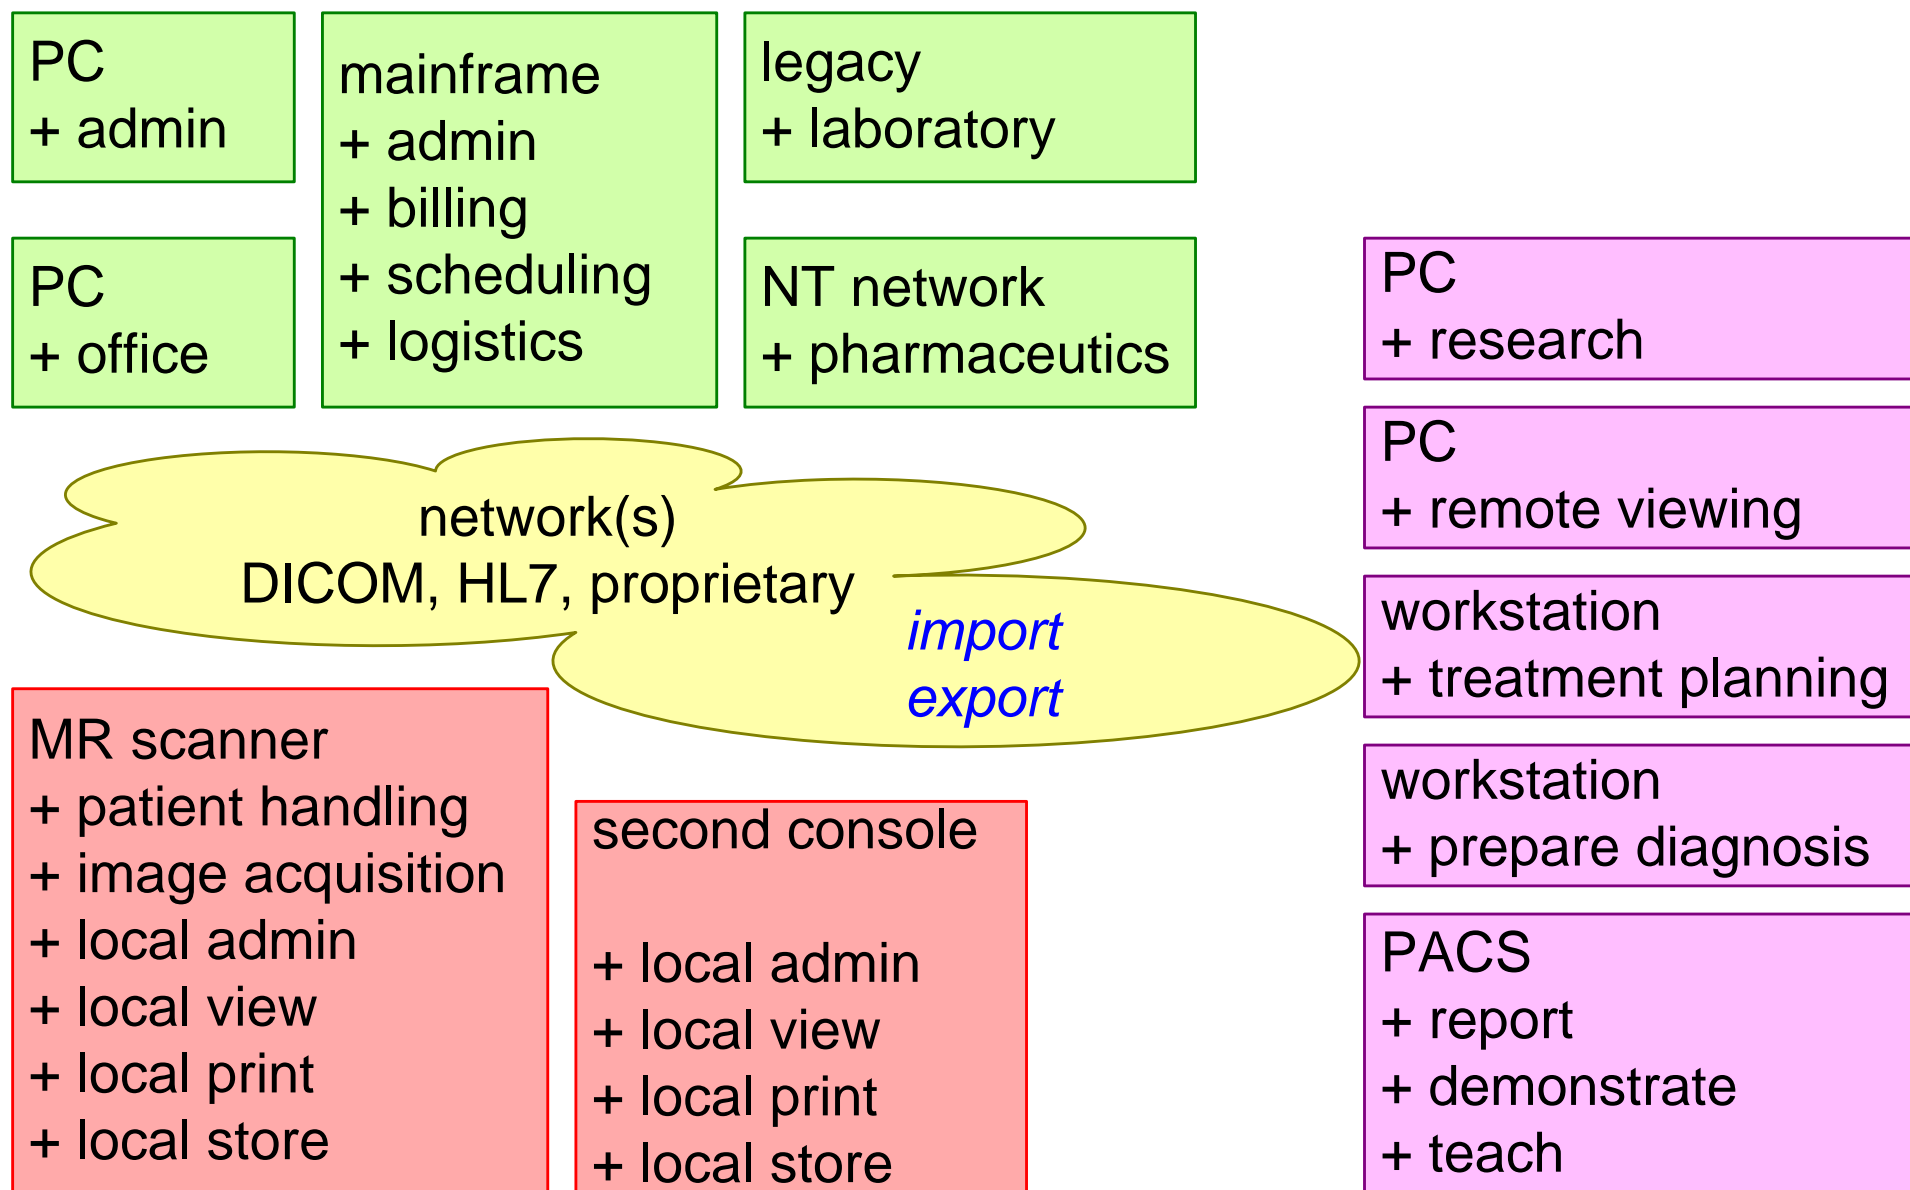 PC
+ admin
mainframe
+ admin
+ billing
+ scheduling
+ logistics
legacy
+ laboratory
PC
+ office
NT network
+ pharmaceutics
PC
+ research
PC
+ remote viewing
network(s)
DICOM, HL7, proprietary
import
export
workstation
+ treatment planning
workstation
+ prepare diagnosis
MR scanner
+ patient handling
+ image acquisition
+ local admin
+ local view
+ local print
+ local store
second console
+ local admin
+ local view
+ local print
+ local store
PACS
+ report
+ demonstrate
+ teach